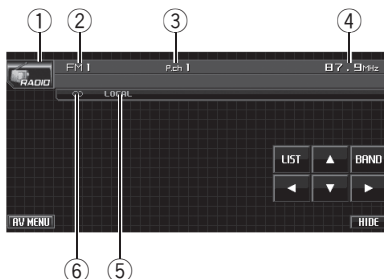 1 2 3 4
RADIO FM 1 P.ch 1 87.9MHz
LOCAL
LIST ▲ BAND
◄ ▼ ►
AV MENU HIDE
6 5